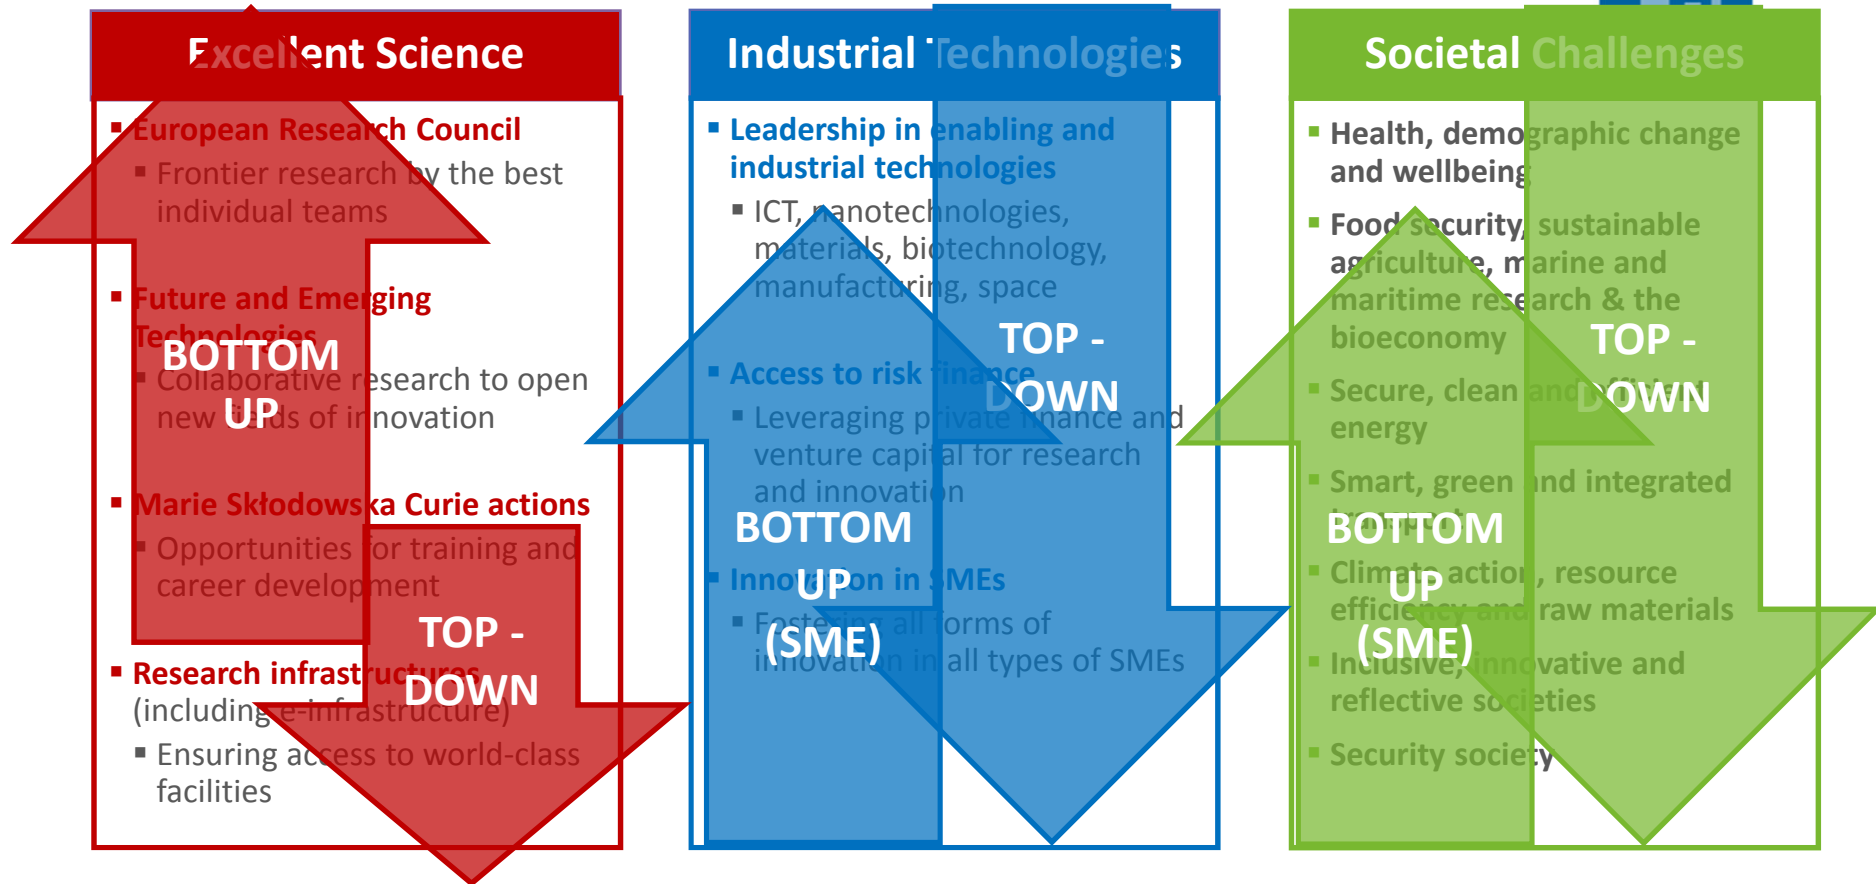 Excellent Science
▪ European Research Council
▪ Frontier research by the best
individual teams
▪ Future and Emerging
Technologies
▪ Collaborative research to open
new fields of innovation
▪ Marie Skłodowska Curie actions
▪ Opportunities for training and
career development
▪ Research infrastructures
(including e-infrastructure)
▪ Ensuring access to world-class
facilities
BOTTOM
UP
TOP -
DOWN
Industrial Technologies
▪ Leadership in enabling and
industrial technologies
▪ ICT, nanotechnologies,
materials, biotechnology,
manufacturing, space
▪ Access to risk finance
▪ Leveraging private finance and
venture capital for research
and innovation
▪ Innovation in SMEs
▪ Fostering all forms of
innovation in all types of SMEs
BOTTOM
UP
(SME)
TOP -
DOWN
Societal Challenges
▪ Health, demographic change
and wellbeing
▪ Food security, sustainable
agriculture, marine and
maritime research & the
bioeconomy
▪ Secure, clean and efficient
energy
▪ Smart, green and integrated
transport
▪ Climate action, resource
efficiency and raw materials
▪ Inclusive, innovative and
reflective societies
▪ Security society
BOTTOM
UP
(SME)
TOP -
DOWN